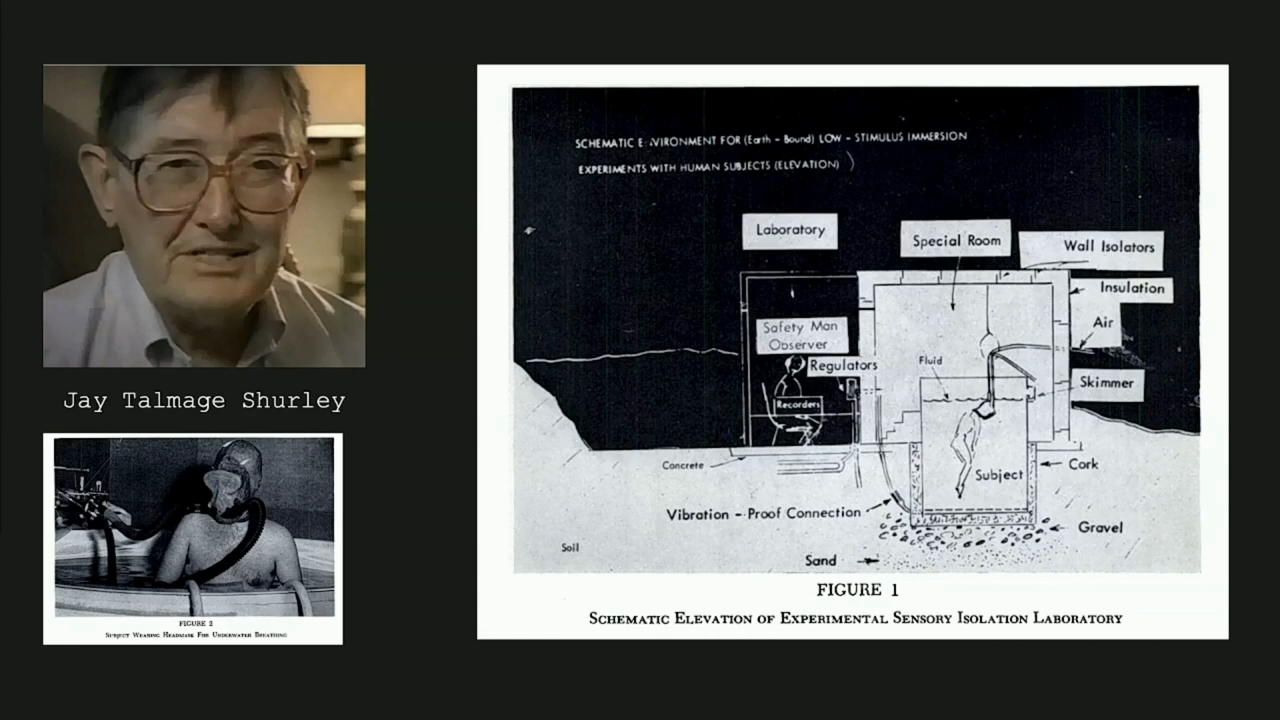 Jay Talmage Shurley
FIGURE 2
SUBJECT WEARING HEADMASK FOR UNDERWATER BREATHING
SCHEMATIC E VIRONMENT FOR (Earth - Bound) LOW - STIMULUS IMMERSION
EXPERIMENTS WITH HUMAN SUBJECTS (ELEVATION)
Laboratory
Special Room
Wall Isolators
Insulation
Air
Safety Man
Observer
Regulators
Fluid
Skimmer
Recorders
Concrete
Subject
Cork
Vibration - Proof Connection
Gravel
Soil
Sand
FIGURE 1
SCHEMATIC ELEVATION OF EXPERIMENTAL SENSORY ISOLATION LABORATORY